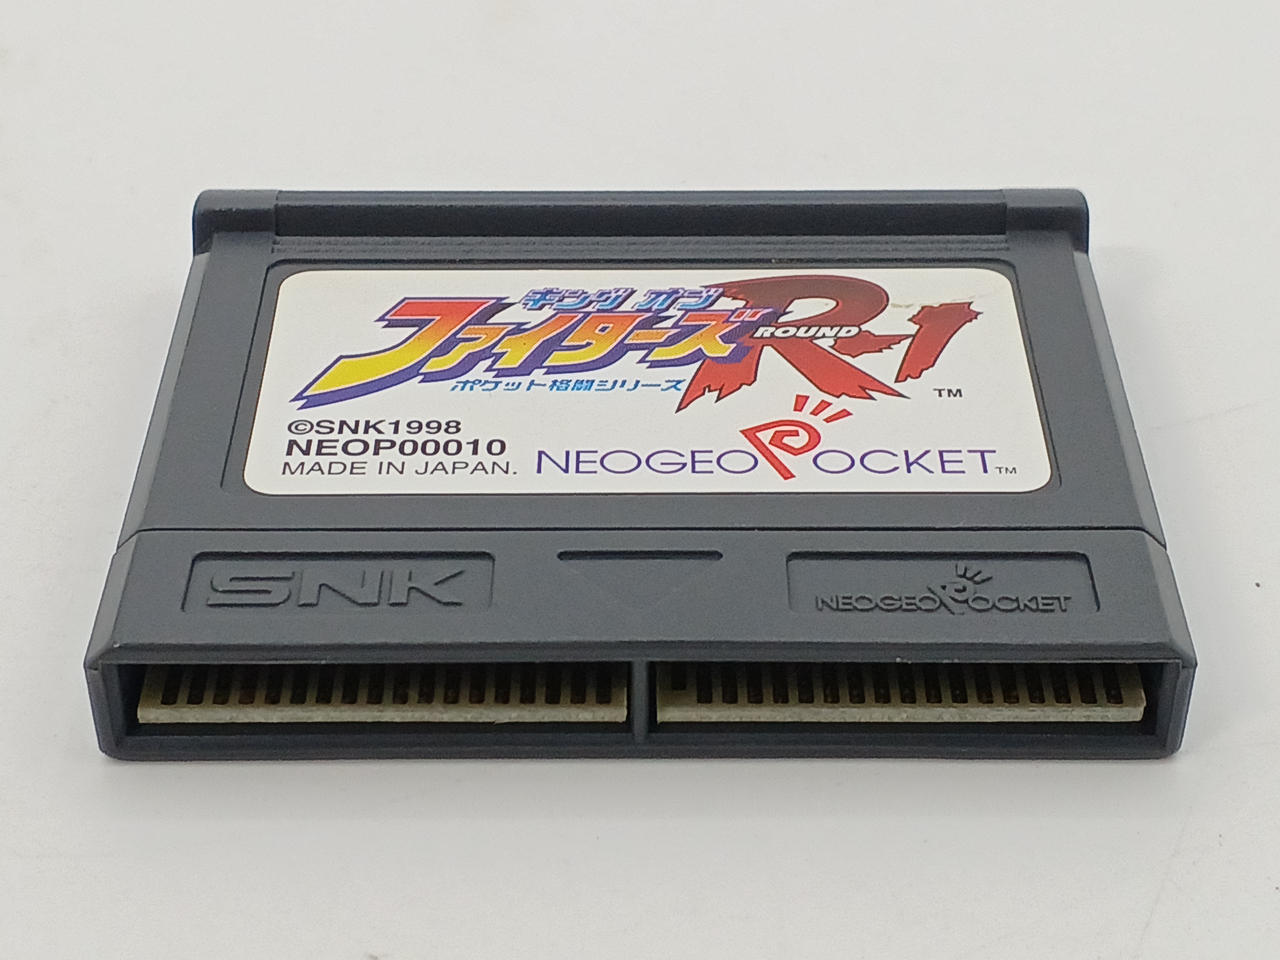 キング オブ
ファイターズ
ROUND
R-1
ポケット格闘シリーズ
TM
©SNK1998
NEOP00010
MADE IN JAPAN.
NEOGEO POCKET TM
SNK
NEOGEO POCKET